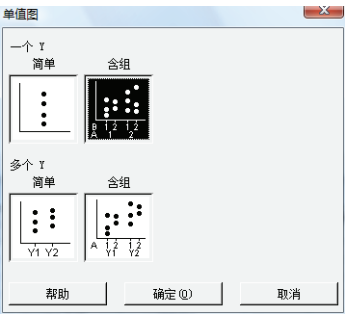 单值图
一个 Y
简单 含组
B 1 2 1 2
A 1 2
多个 Y
简单 含组
Y1 Y2
A 1 2 1 2
Y1 Y2
帮助 确定(O) 取消